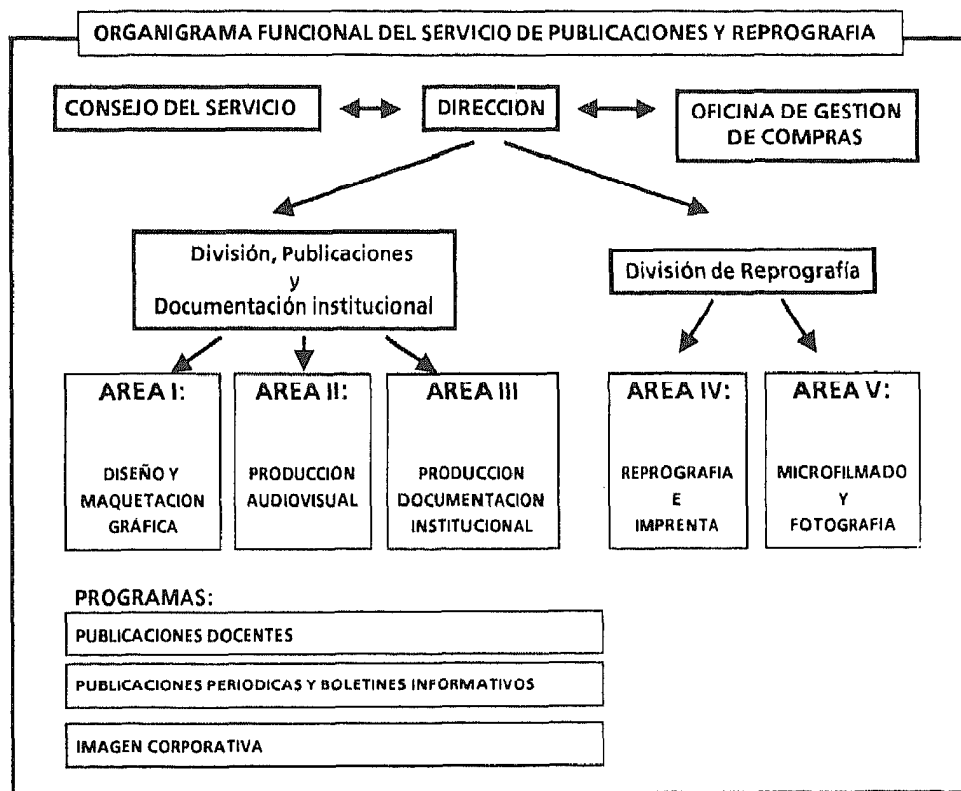 ORGANIGRAMA FUNCIONAL DEL SERVICIO DE PUBLICACIONES Y REPROGRAFIA
CONSEJO DEL SERVICIO
DIRECCION
OFICINA DE GESTION
DE COMPRAS
División, Publicaciones
y
Documentación institucional
División de Reprografía
AREA I:
DISEÑO Y
MAQUETACION
GRÁFICA
AREA II:
PRODUCCION
AUDIOVISUAL
AREA III
PRODUCCION
DOCUMENTACION
INSTITUCIONAL
AREA IV:
REPROGRAFIA
E
IMPRENTA
AREA V:
MICROFILMADO
Y
FOTOGRAFIA
PROGRAMAS:
PUBLICACIONES DOCENTES
PUBLICACIONES PERIODICAS Y BOLETINES INFORMATIVOS
IMAGEN CORPORATIVA